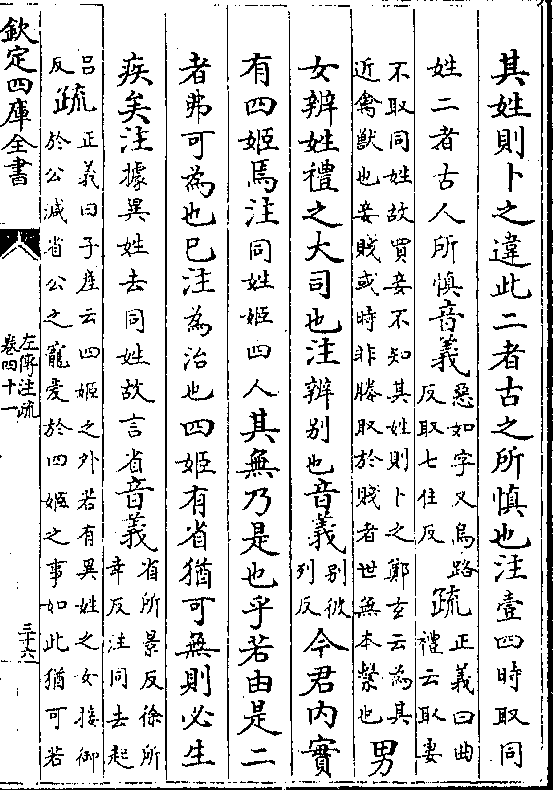 其姓則卜之違此二者古之所慎也注壹四時取同
姓二者古人所慎音義惡如字又烏路
反取七住反疏正義曰曲
禮云取妻
不取同姓故買妾不知其姓則卜之鄭玄云為其
近禽獸也妾賤或時非媵取於賤者世無本繫也男
女辨姓禮之大司也注辨別也音義别彼
列反今君内實
有四姬焉注同姓姬四人其無乃是也乎若由是二
者弗可為也已注為治也四姬有省猶可無則必生
疾矣注據異姓去同姓故言省音義省所景反徐所
幸反注同去起
呂
反疏正義曰子產云四姬之外若有異姓之女接御
於公減省公之寵愛於四姬之事如此猶可若
欽定四庫全書
左傳注疏
卷四十一
三十六